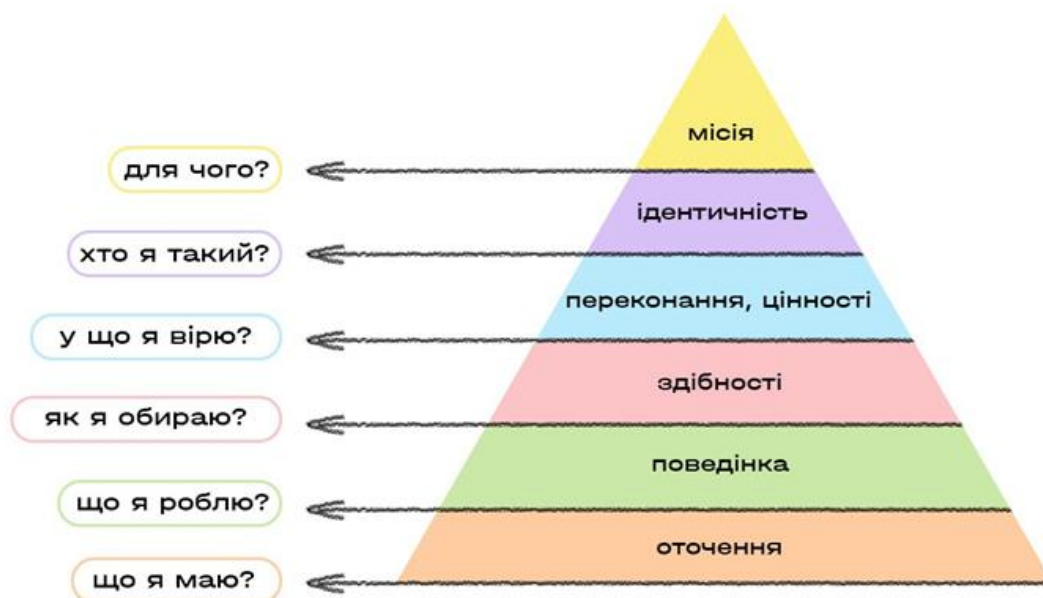 місія
для чого?
ідентичність
хто я такий?
переконання, цінності
у що я вірю?
здібності
як я обираю?
поведінка
що я роблю?
оточення
що я маю?